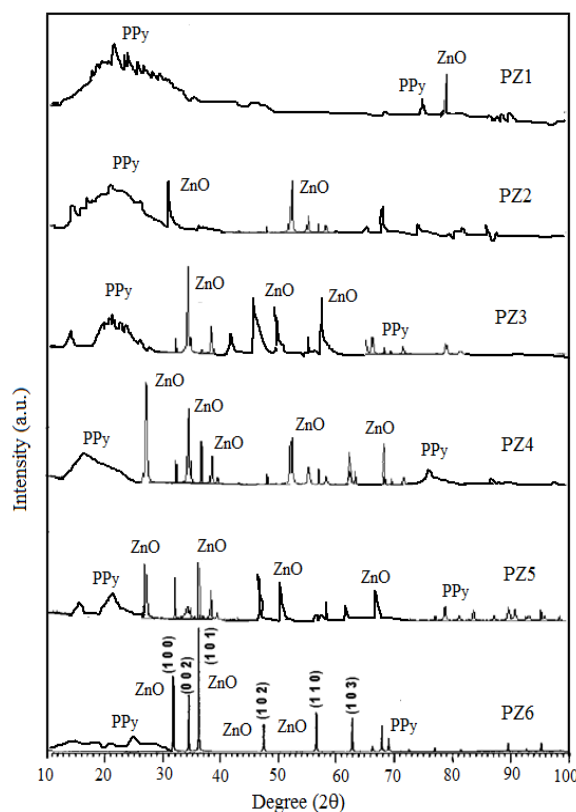 PPy
ZnO
PPy
PZ1
PPy
ZnO
ZnO
PZ2
PPy
ZnO
ZnO
ZnO
PPy
PZ3
ZnO
PPy
ZnO
ZnO
ZnO
ZnO
PPy
PZ4
PPy
ZnO
ZnO
ZnO
ZnO
PPy
PZ5
PPy
ZnO
(1 0 0)
(0 0 2)
(1 0 1)
ZnO
ZnO
(1 0 2)
ZnO
(1 1 0)
(1 0 3)
PPy
PZ6
Intensity (a.u.)
10 20 30 40 50 60 70 80 90 100
Degree (2θ)